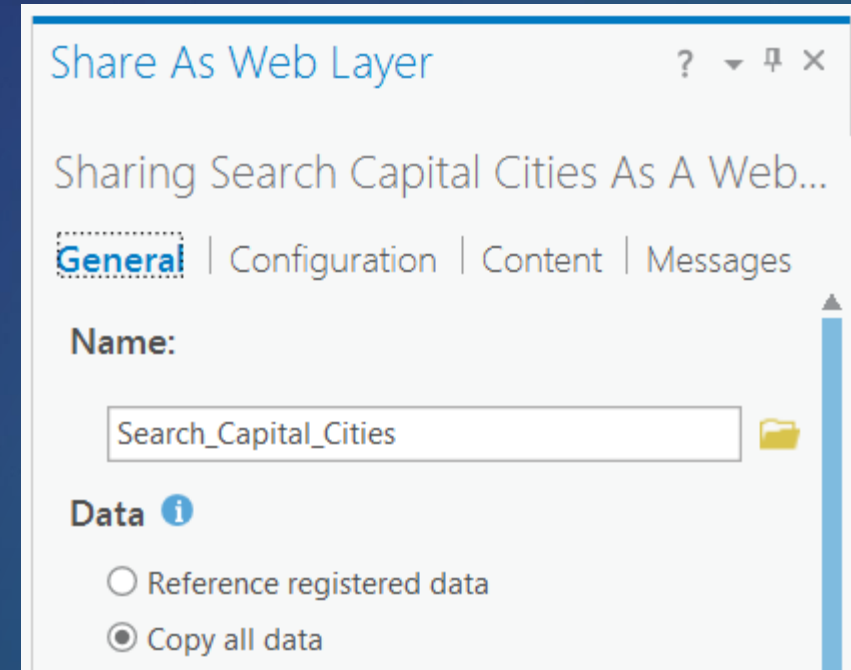 Share As Web Layer ?
Sharing Search Capital Cities As A Web...
General | Configuration | Content | Messages
Name:
Search_Capital_Cities
Data i
Reference registered data
Copy all data